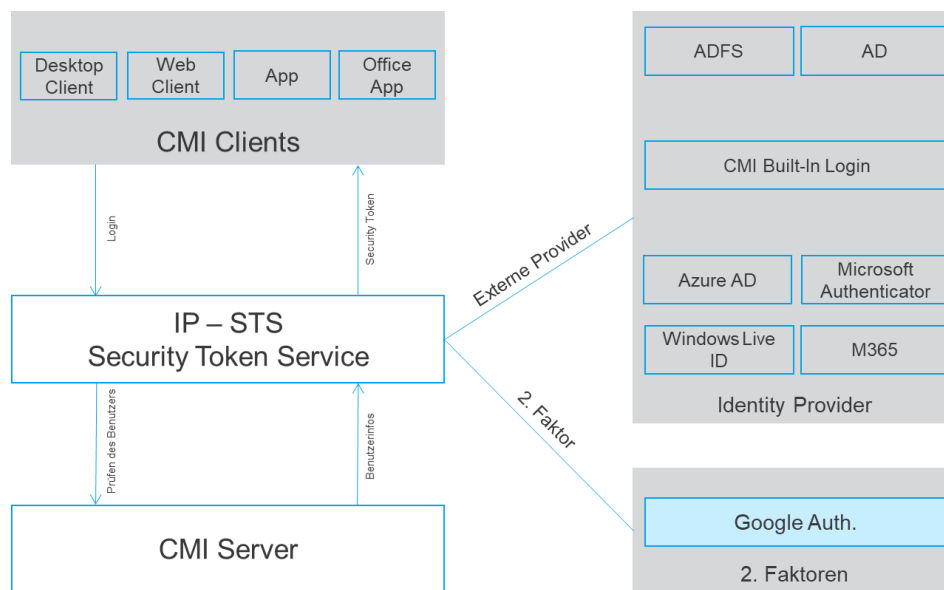 Desktop
Client
Web
Client
App
Office
App
CMI Clients
Login
Security Token
IP – STS
Security Token Service
Prüfen des Benutzers
Benutzerinfos
CMI Server
Externe Provider
2. Faktor
ADFS
AD
CMI Built-In Login
Azure AD
Microsoft
Authenticator
Windows Live
ID
M365
Identity Provider
Google Auth.
2. Faktoren